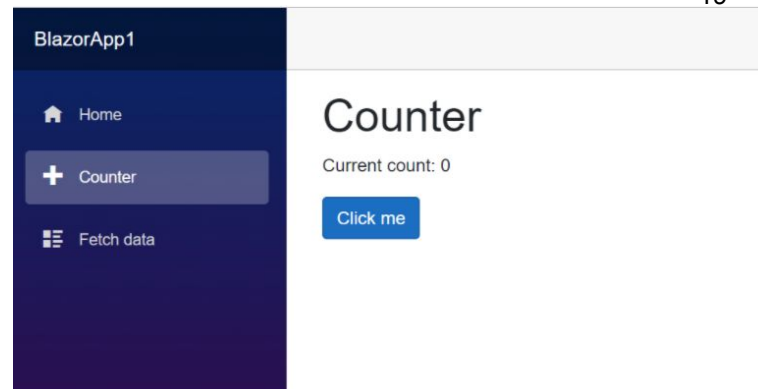 BlazorApp1
Home
Counter
Fetch data
Counter
Current count: 0
Click me